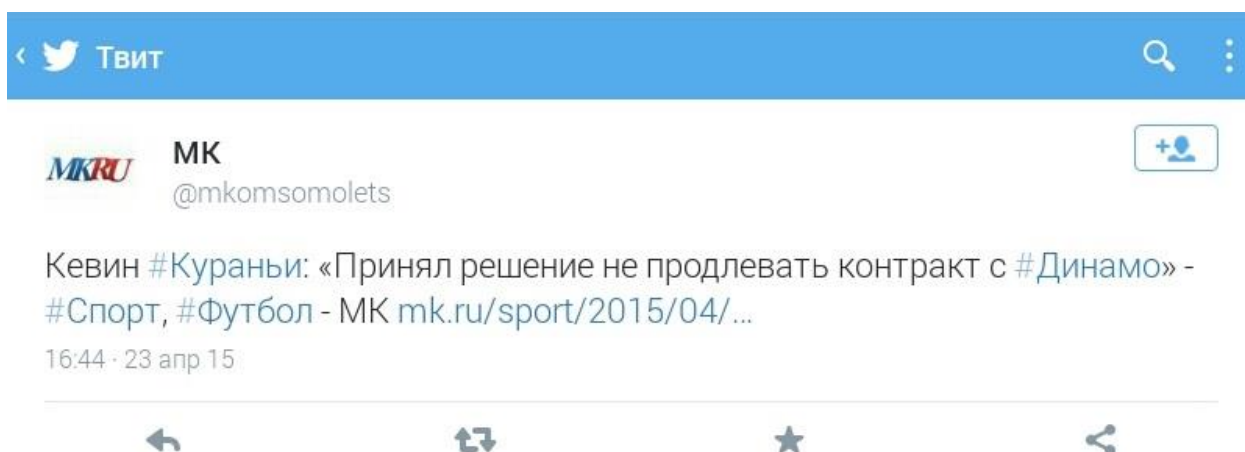 Твит
MKRU
МК
@mkomsomolets
Кевин #Кураньи: «Принял решение не продлевать контракт с #Динамо» -
#Спорт, #Футбол - МК mk.ru/sport/2015/04/...
16:44 · 23 апр 15